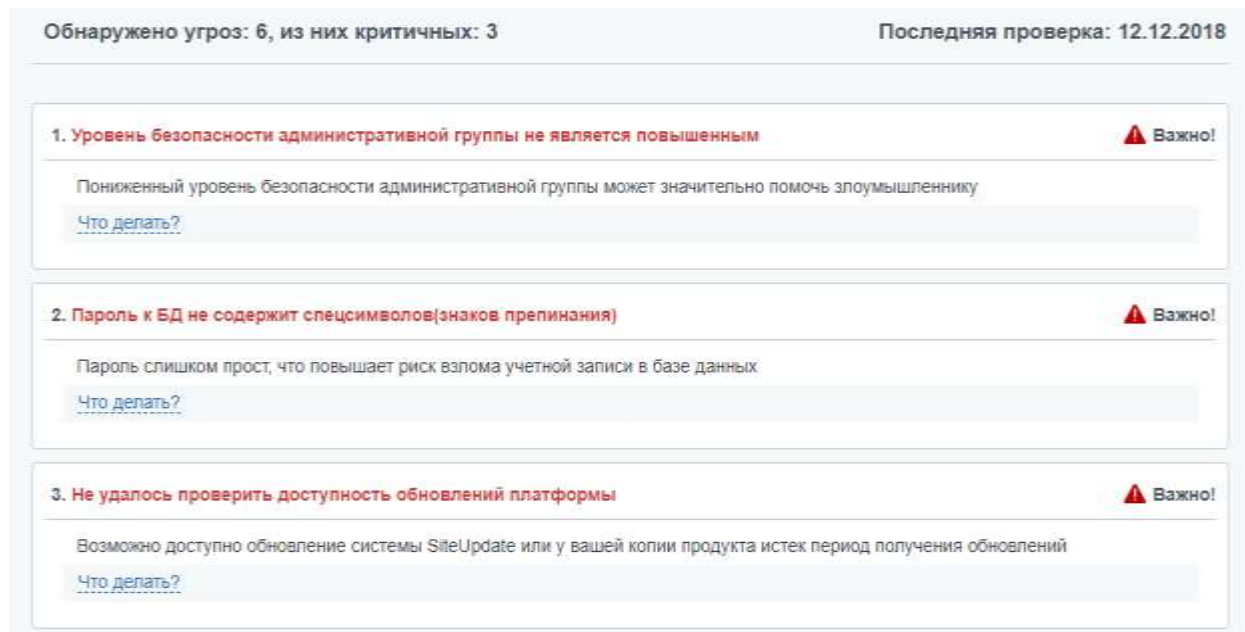 Обнаружено угроз: 6, из них критичных: 3 Последняя проверка: 12.12.2018
1. Уровень безопасности административной группы не является повышенным Важно!
Пониженный уровень безопасности административной группы может значительно помочь злоумышленнику
Что делать?
2. Пароль к БД не содержит спецсимволов(знаков препинания) Важно!
Пароль слишком прост, что повышает риск взлома учетной записи в базе данных
Что делать?
3. Не удалось проверить доступность обновлений платформы Важно!
Возможно доступно обновление системы SiteUpdate или у вашей копии продукта истек период получения обновлений
Что делать?